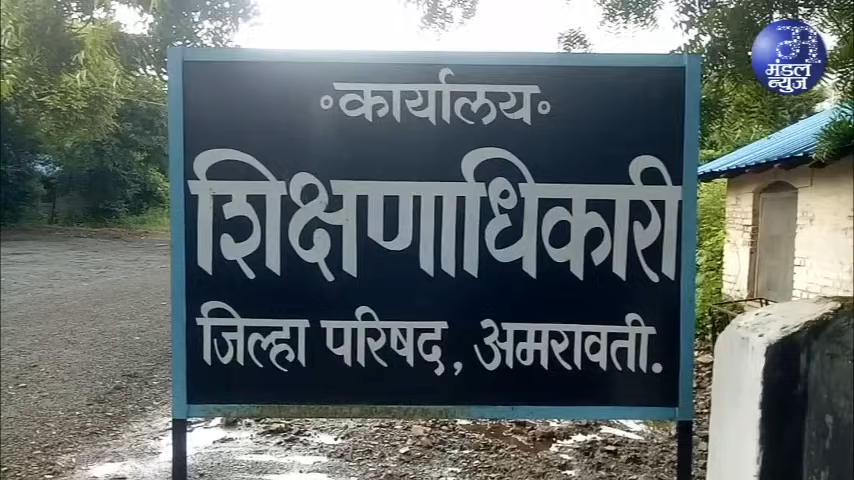 ॰कार्यालय॰
शिक्षणाधिकारी
जिल्हा परिषद, अमरावती.
मंडल
न्युज